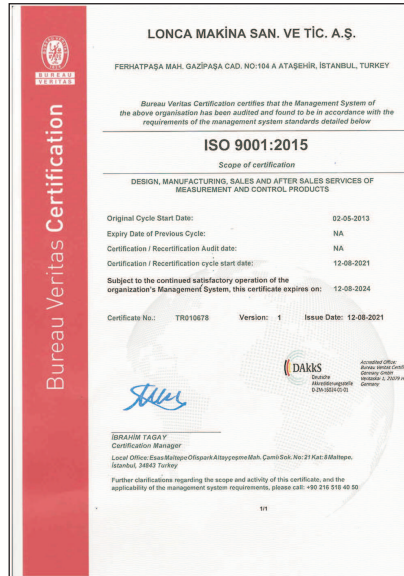 BUREAU
VERITAS
Bureau Veritas Certification
LONCA MAKİNA SAN. VE TİC. A.Ş.
FERHATPAŞA MAH. GAZİPAŞA CAD. NO:104 A ATAŞEHİR, İSTANBUL, TURKEY
Bureau Veritas Certification certifies that the Management System of
the above organisation has been audited and found to be in accordance with the
requirements of the management system standards detailed below
ISO 9001:2015
Scope of certification
DESIGN, MANUFACTURING, SALES AND AFTER SALES SERVICES OF
MEASUREMENT AND CONTROL PRODUCTS
Original Cycle Start Date: 02-05-2013
Expiry Date of Previous Cycle: NA
Certification / Recertification Audit date: NA
Certification / Recertification cycle start date: 12-08-2021
Subject to the continued satisfactory operation of the
organization's Management System, this certificate expires on: 12-08-2024
Certificate No.: TR010678 Version: 1 Issue Date: 12-08-2021
DAkkS
Deutsche
Akkreditierungsstelle
D-ZM-16024-01-01
Accredited Office:
Bureau Veritas Certif
Germany GmbH
Germany
İBRAHİM TAGAY
Certification Manager
Local Office: Esas Maltepe Ofispark Altayçeşme Mah. Çamlı Sok. No: 21 Kat: 8 Maltepe,
İstanbul, 34843 Turkey
Further clarifications regarding the scope and activity of this certificate, and the
applicability of the management system requirements, please call: +90 216 518 40 50
1/1